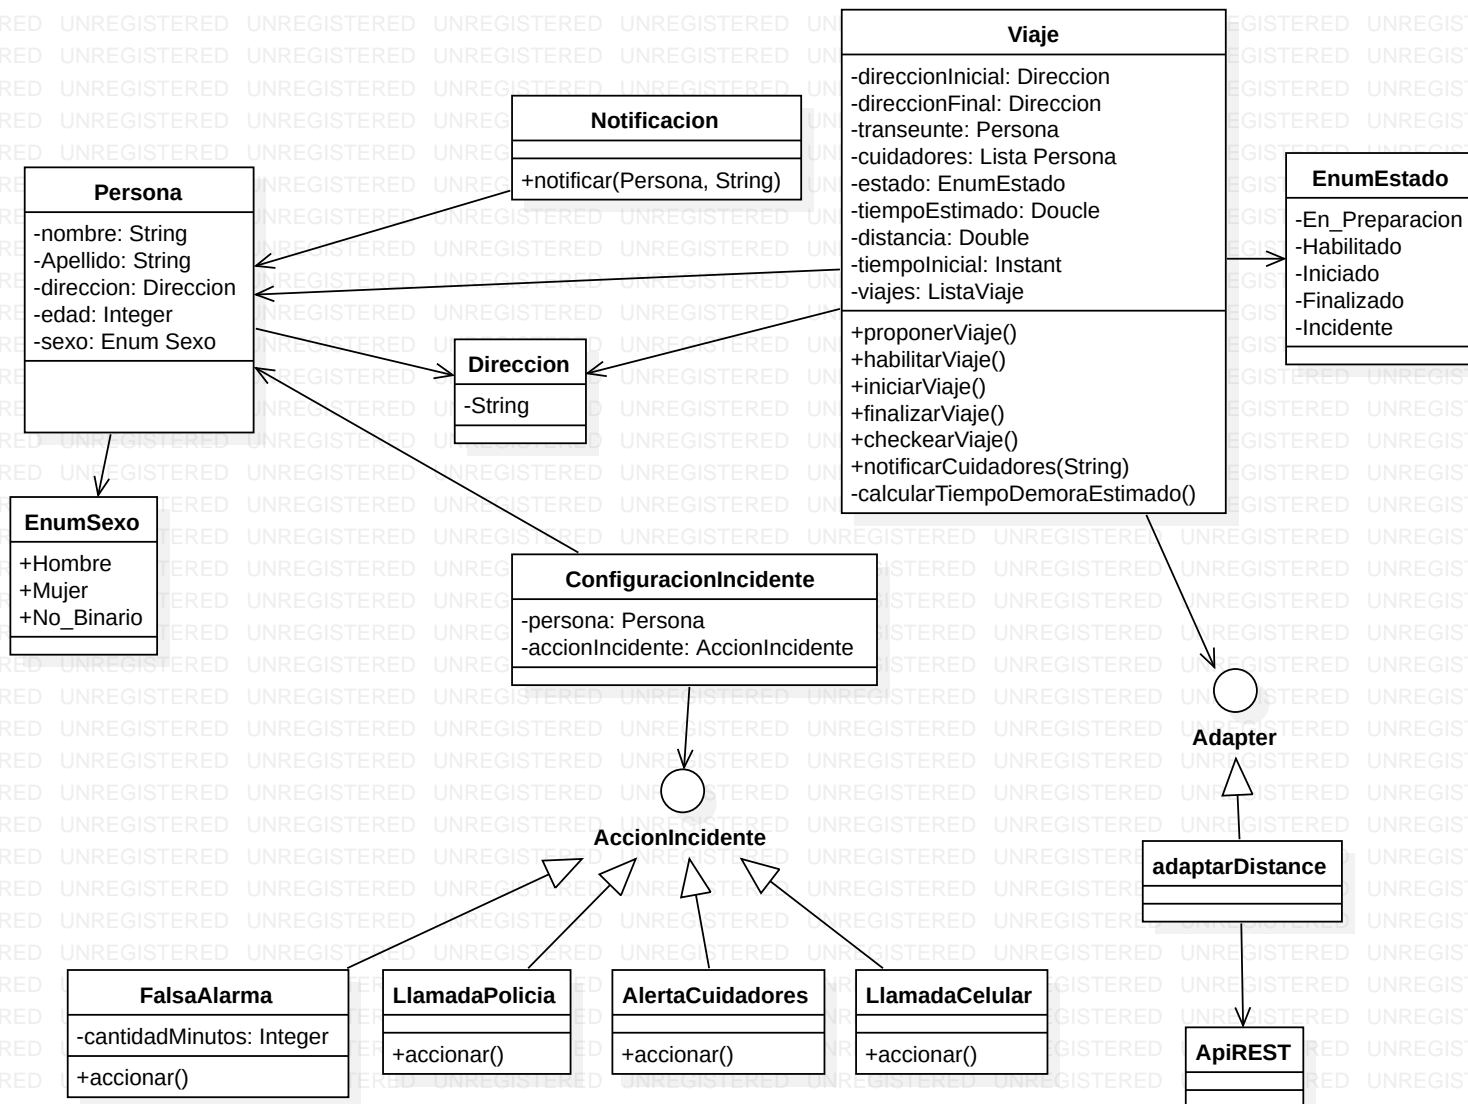 Viaje
-direccionInicial: Direccion
-direccionFinal: Direccion
-transeunte: Persona
-cuidadores: Lista Persona
-estado: EnumEstado
-tiempoEstimado: Doucle
-distancia: Double
-tiempoInicial: Instant
-viajes: ListaViaje
+proponerViaje()
+habilitarViaje()
+iniciarViaje()
+finalizarViaje()
+checkearViaje()
+notificarCuidadores(String)
-calcularTiempoDemoraEstimado()
Notificacion
+notificar(Persona, String)
Persona
-nombre: String
-Apellido: String
-direccion: Direccion
-edad: Integer
-sexo: Enum Sexo
EnumEstado
-En_Preparacion
-Habilitado
-Iniciado
-Finalizado
-Incidente
Direccion
-String
EnumSexo
+Hombre
+Mujer
+No_Binario
ConfiguracionIncidente
-persona: Persona
-accionIncidente: AccionIncidente
Adapter
AccionIncidente
adaptarDistance
FalsaAlarma
-cantidadMinutos: Integer
+accionar()
LlamadaPolicia
+accionar()
AlertaCuidadores
+accionar()
LlamadaCelular
+accionar()
ApiREST
UNREGISTERED